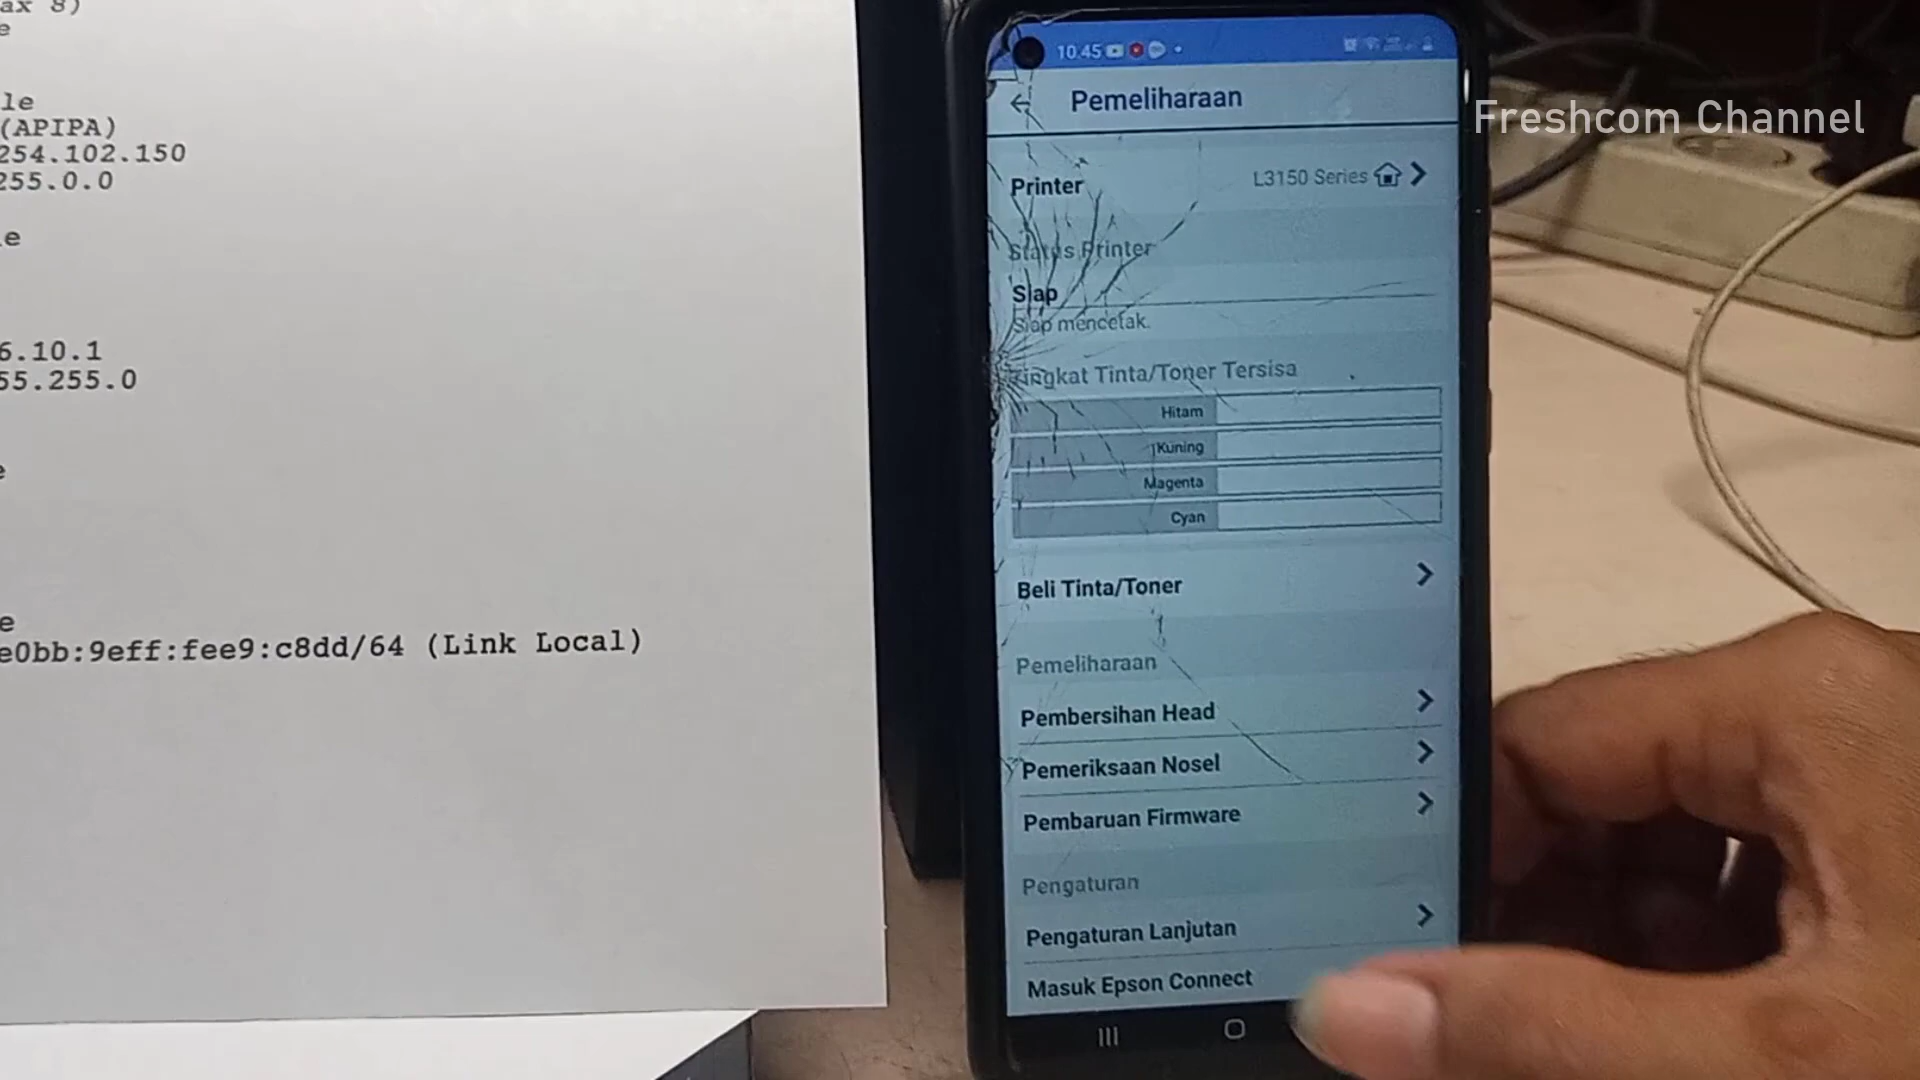 ax 8)
e
le
(APIPA)
254.102.150
255.0.0
e
6.10.1
55.255.0
e
e
e0bb:9eff:fee9:c8dd/64 (Link Local)
10.45
Pemeliharaan
Printer
L3150 Series
Status Printer
Siap
Siap mencetak.
Tingkat Tinta/Toner Tersisa
Hitam
Kuning
Magenta
Cyan
Beli Tinta/Toner
Pemeliharaan
Pembersihan Head
Pemeriksaan Nosel
Pembaruan Firmware
Pengaturan
Pengaturan Lanjutan
Masuk Epson Connect
Freshcom Channel